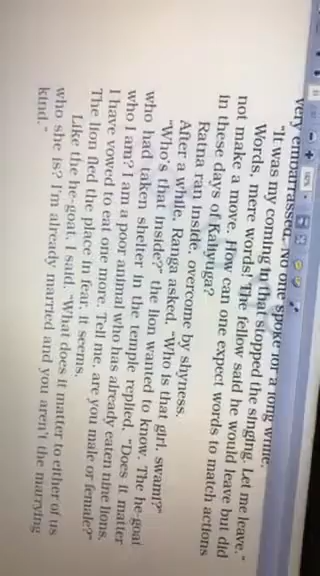 very embarrassed. No one spoke for a long while.
"It was my coming in that stopped the singing. Let me leave."
Words, mere words! The fellow said he would leave but did
not make a move. How can one expect words to match actions
in these days of Kaliyuga?
Ratna ran inside, overcome by shyness.
After a while, Ranga asked, "Who is that girl, swami?"
"Who's that inside?" the lion wanted to know. The he-goat
who had taken shelter in the temple replied, "Does it matter
who I am? I am a poor animal who has already eaten nine lions.
I have vowed to eat one more. Tell me, are you male or female?"
The lion fled the place in fear, it seems.
Like the he-goat, I said, "What does it matter to either of us
who she is? I'm already married and you aren't the marrying
kind."